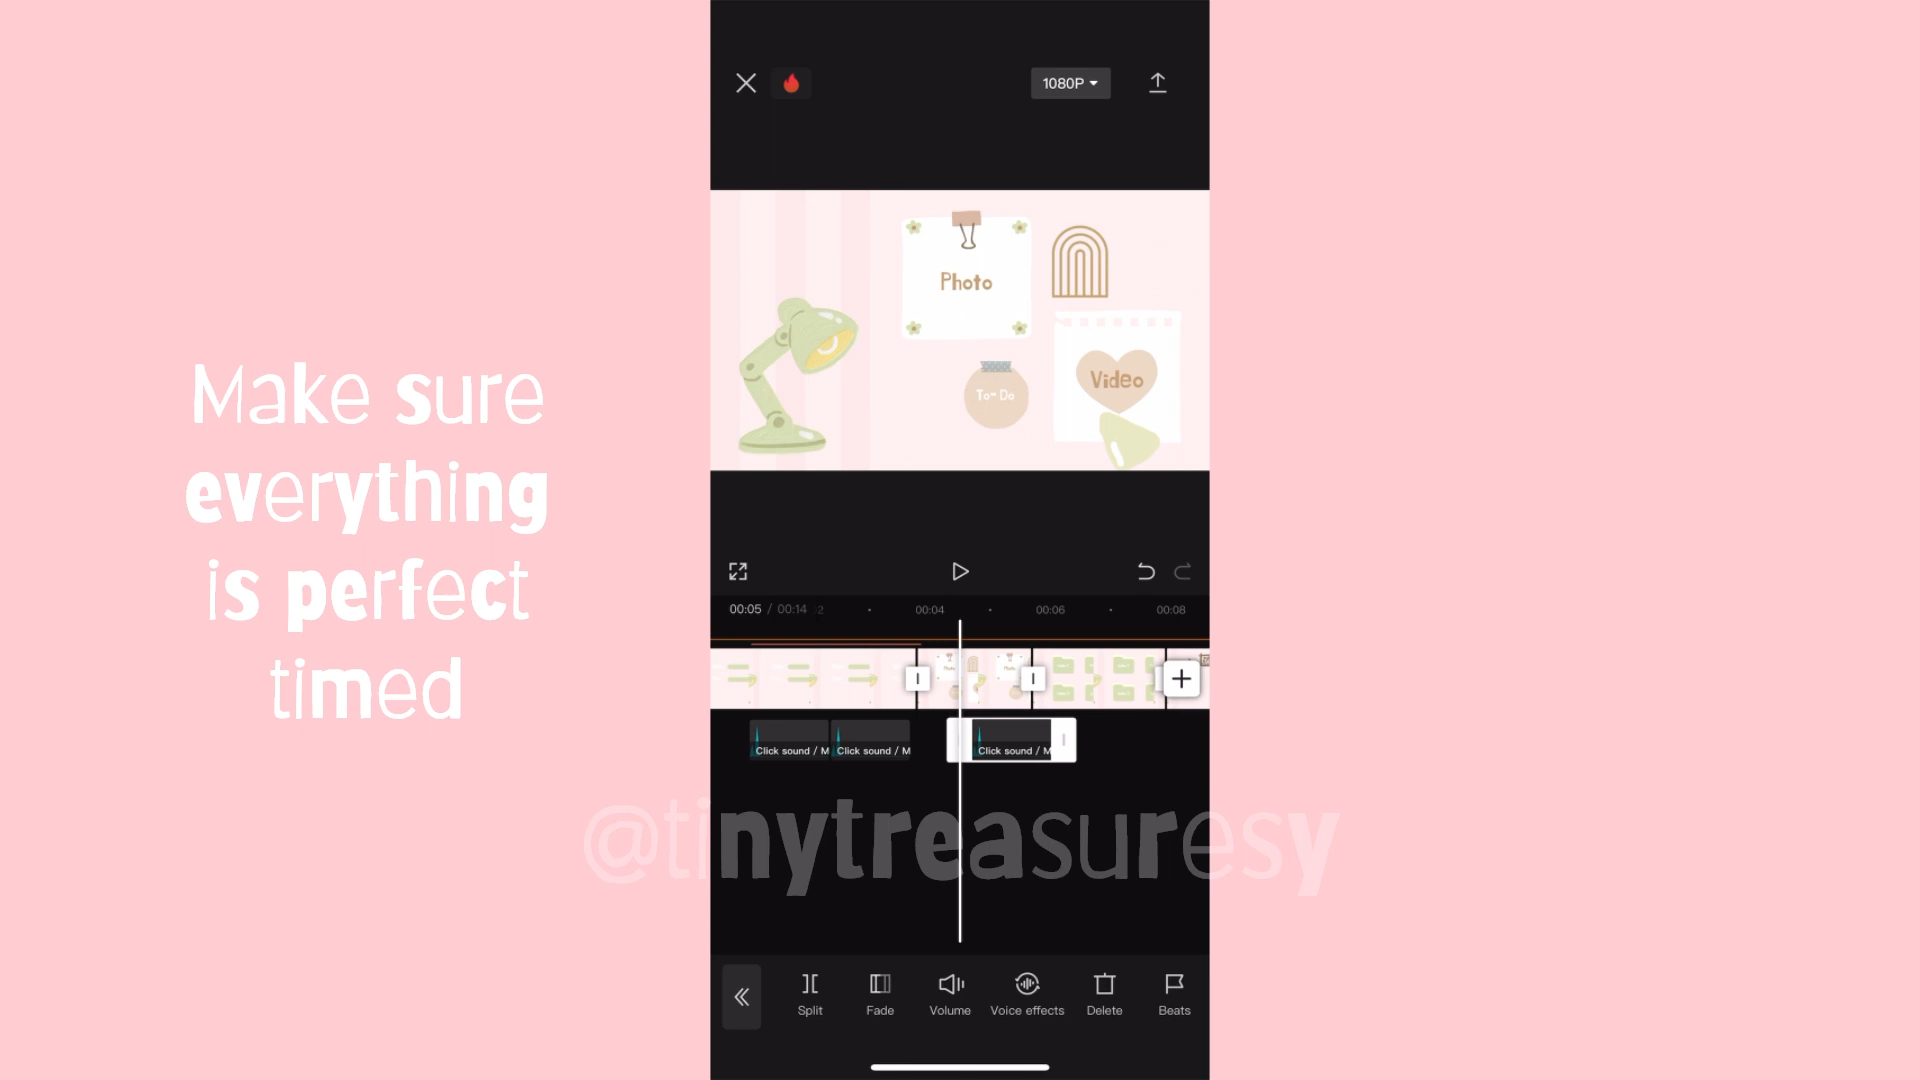 Make sure
everything
is perfect
timed
1080P
Photo
Video
To-Do
00:05 / 00:14
00:04
00:06
00:08
Click sound / M
Click sound / M
Click sound / M
@tinytreasuresy
Split
Fade
Volume
Voice effects
Delete
Beats